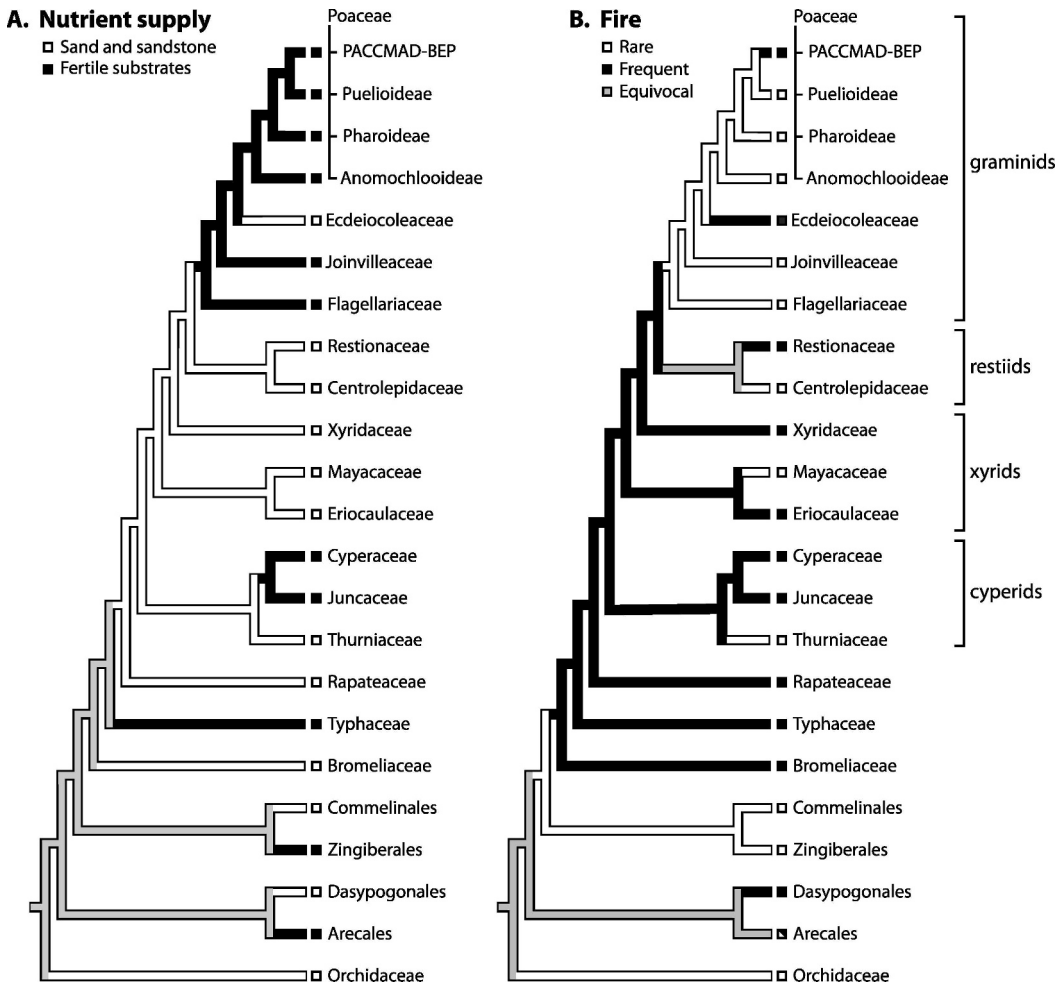 A. Nutrient supply
Sand and sandstone
Fertile substrates
Poaceae
PACCMAD-BEP
Puelioideae
Pharoideae
Anomochlooideae
Ecdeiocoleaceae
Joinvilleaceae
Flagellariaceae
Restionaceae
Centrolepidaceae
Xyridaceae
Mayacaceae
Eriocaulaceae
Cyperaceae
Juncaceae
Thurniaceae
Rapateaceae
Typhaceae
Bromeliaceae
Commelinales
Zingiberales
Dasypogonales
Arecales
Orchidaceae
B. Fire
Rare
Frequent
Equivocal
Poaceae
PACCMAD-BEP
Puelioideae
Pharoideae
Anomochlooideae
Ecdeiocoleaceae
Joinvilleaceae
Flagellariaceae
Restionaceae
Centrolepidaceae
Xyridaceae
Mayacaceae
Eriocaulaceae
Cyperaceae
Juncaceae
Thurniaceae
Rapateaceae
Typhaceae
Bromeliaceae
Commelinales
Zingiberales
Dasypogonales
Arecales
Orchidaceae
graminids
restiids
xyrids
cyperids